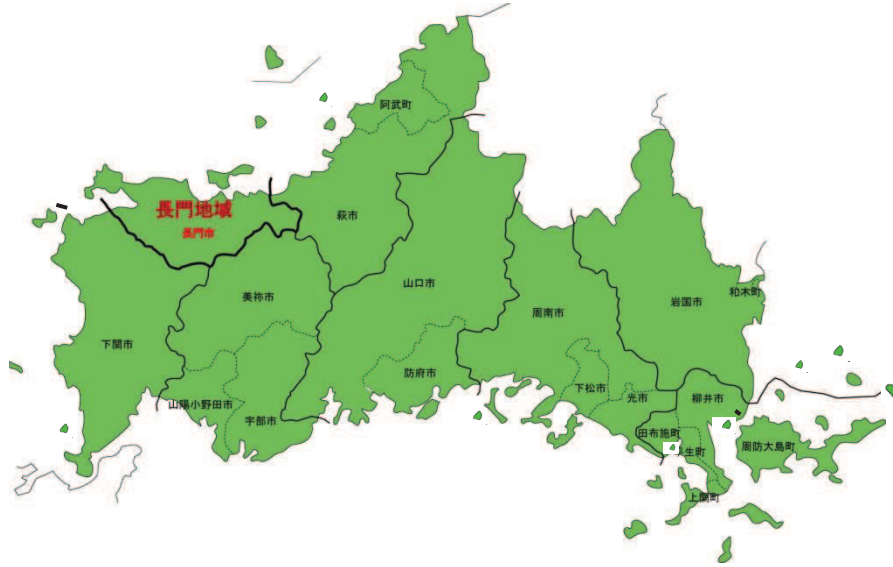 阿武町
長門地域
長門市
萩市
山口市
美祢市
岩国市
和木町
周南市
下関市
防府市
下松市
光市
柳井市
山陽小野田市
宇部市
田布施町
生町
周防大島町
上関町